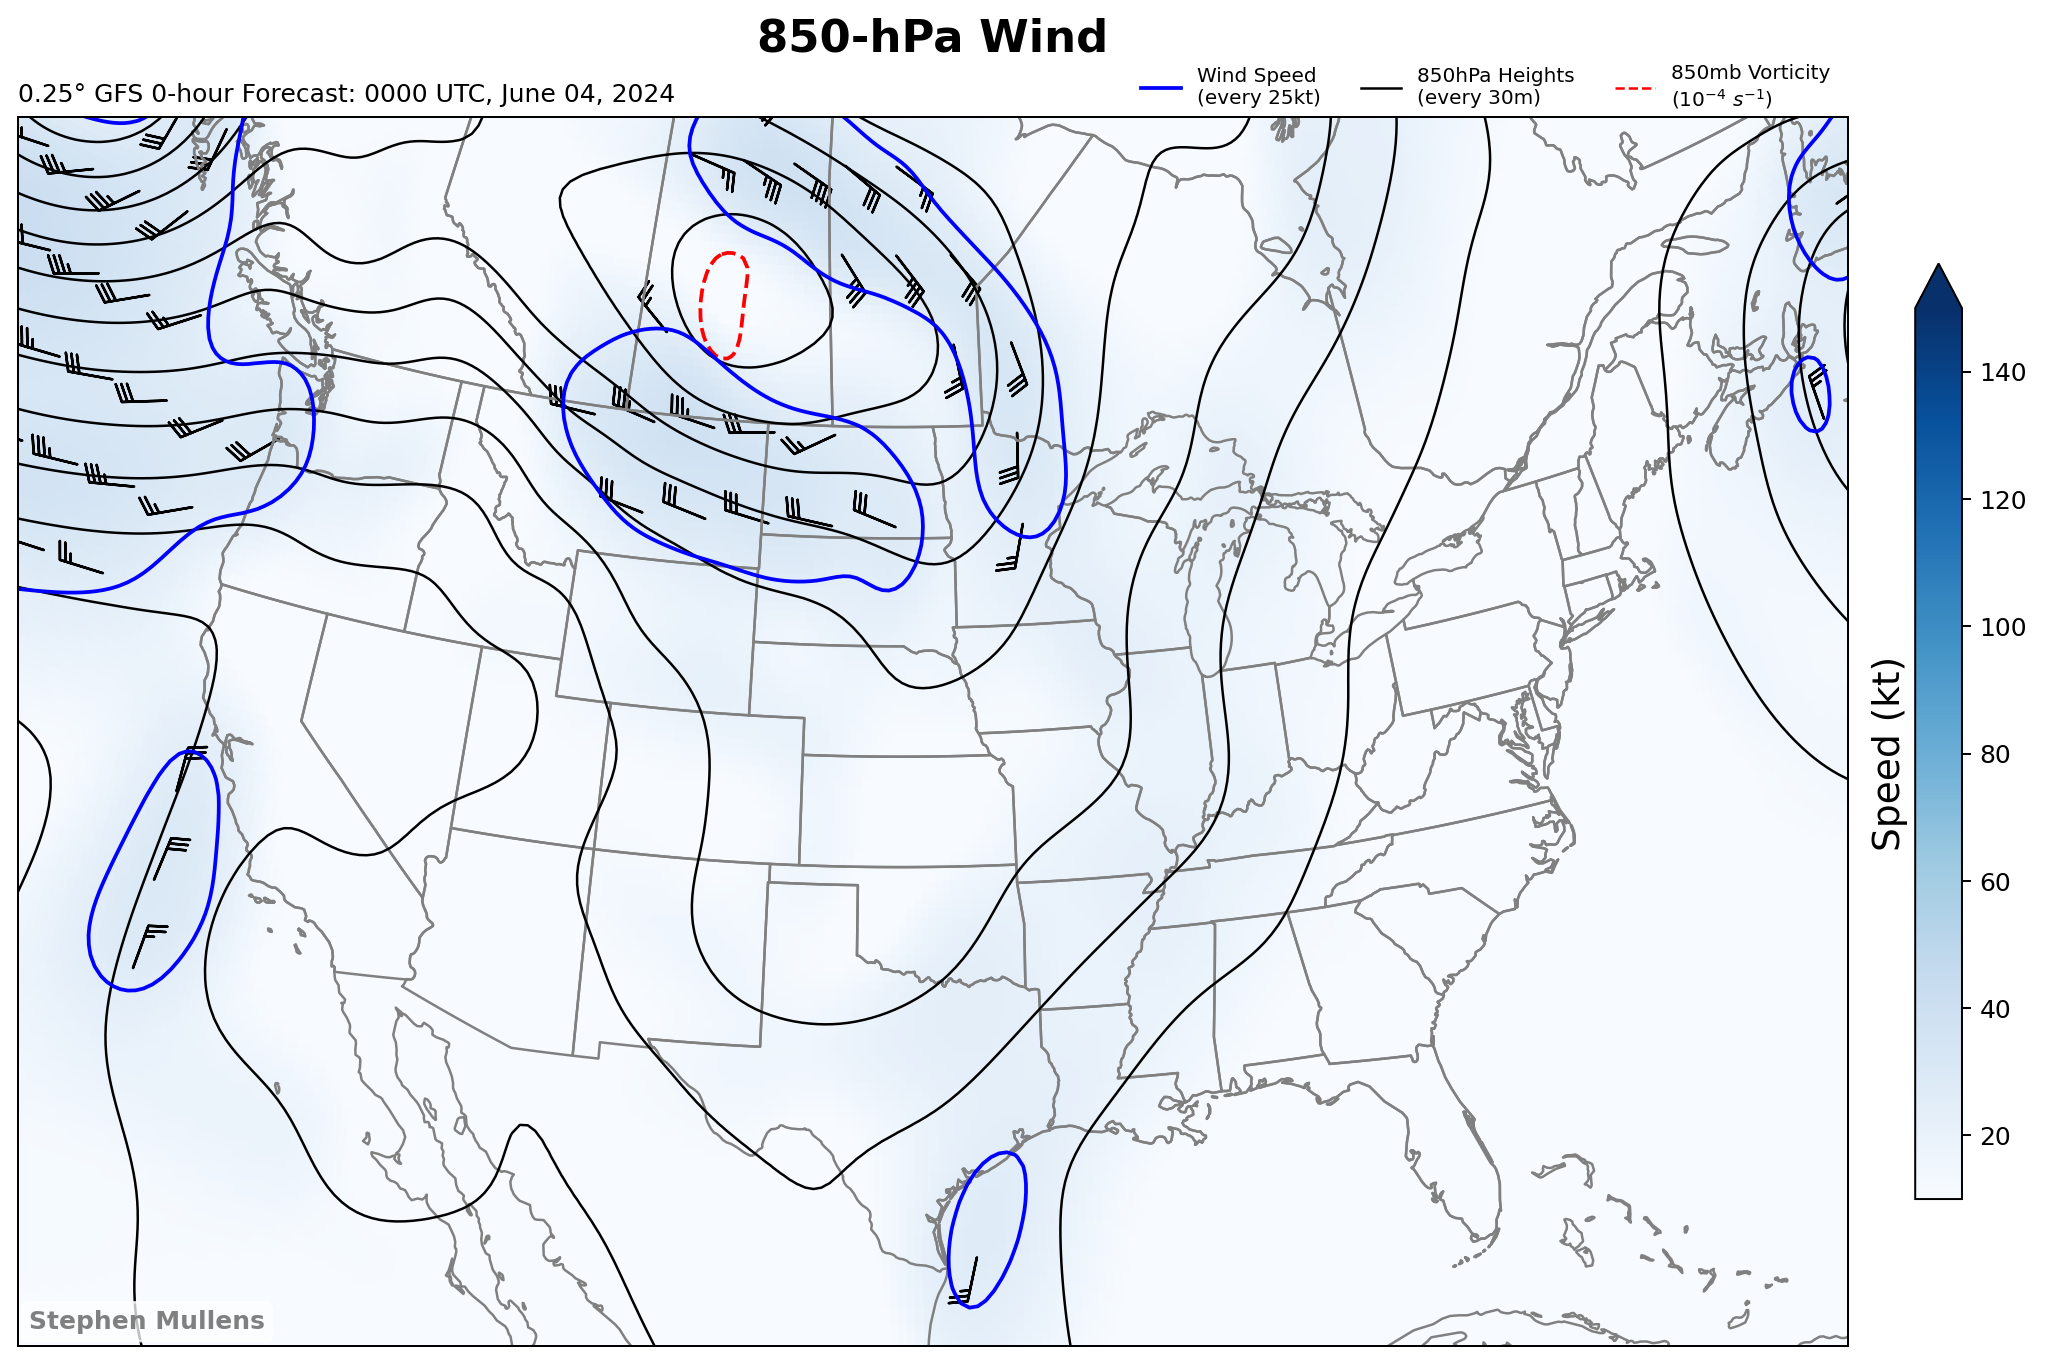 850-hPa Wind
0.25° GFS 0-hour Forecast: 0000 UTC, June 04, 2024
Wind Speed
(every 25kt)
850hPa Heights
(every 30m)
850mb Vorticity
(10⁻⁴ s⁻¹)
140
120
100
80
60
40
20
Speed (kt)
Stephen Mullens